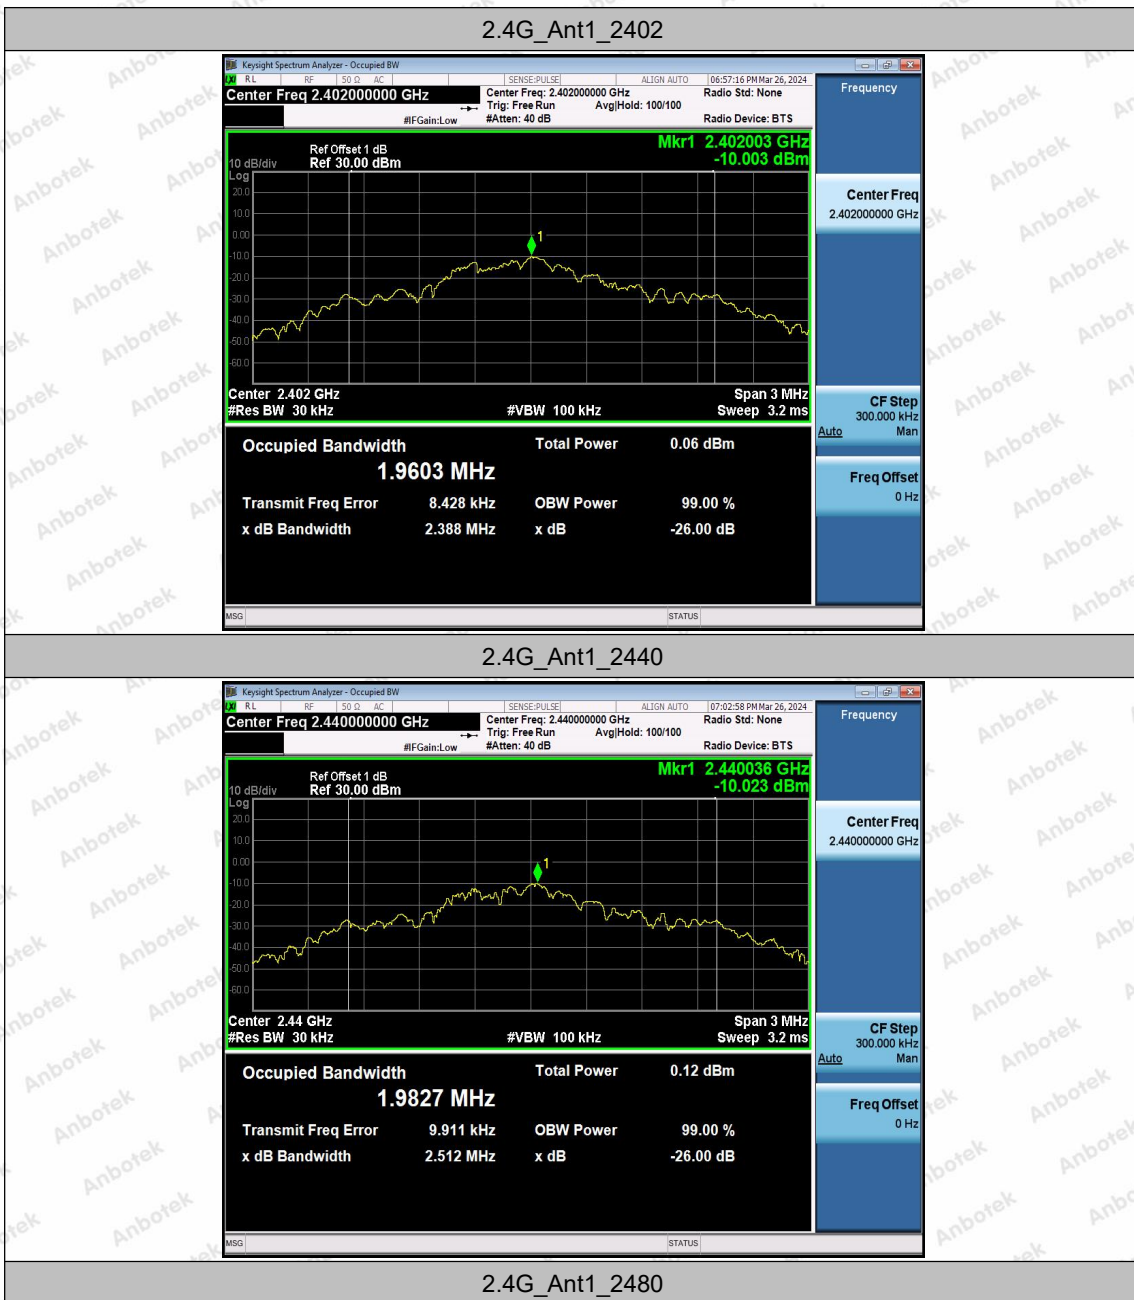 2.4G_Ant1_2402
Keysight Spectrum Analyzer - Occupied BW
LXI RL RF 50 Ω AC SENSE:PULSE ALIGN AUTO 06:57:16 PM Mar 26, 2024
Center Freq 2.402000000 GHz
Center Freq: 2.402000000 GHz
Radio Std: None
Trig: Free Run Avg|Hold: 100/100
#IFGain:Low #Atten: 40 dB Radio Device: BTS
Frequency
Mkr1 2.402003 GHz
-10.003 dBm
Ref Offset 1 dB
10 dB/div Ref 30.00 dBm
Log
20.0
10.0
0.00
-10.0
-20.0
-30.0
-40.0
-50.0
-60.0
1
Center 2.402 GHz Span 3 MHz
#Res BW 30 kHz #VBW 100 kHz Sweep 3.2 ms
Occupied Bandwidth Total Power 0.06 dBm
1.9603 MHz
Transmit Freq Error 8.428 kHz OBW Power 99.00 %
x dB Bandwidth 2.388 MHz x dB -26.00 dB
MSG STATUS
Center Freq
2.402000000 GHz
CF Step
300.000 kHz
Auto Man
Freq Offset
0 Hz
2.4G_Ant1_2440
Keysight Spectrum Analyzer - Occupied BW
LXI RL RF 50 Ω AC SENSE:PULSE ALIGN AUTO 07:02:58 PM Mar 26, 2024
Center Freq 2.440000000 GHz
Center Freq: 2.440000000 GHz
Radio Std: None
Trig: Free Run Avg|Hold: 100/100
#IFGain:Low #Atten: 40 dB Radio Device: BTS
Frequency
Mkr1 2.440036 GHz
-10.023 dBm
Ref Offset 1 dB
10 dB/div Ref 30.00 dBm
Log
20.0
10.0
0.00
-10.0
-20.0
-30.0
-40.0
-50.0
-60.0
1
Center 2.44 GHz Span 3 MHz
#Res BW 30 kHz #VBW 100 kHz Sweep 3.2 ms
Occupied Bandwidth Total Power 0.12 dBm
1.9827 MHz
Transmit Freq Error 9.911 kHz OBW Power 99.00 %
x dB Bandwidth 2.512 MHz x dB -26.00 dB
MSG STATUS
Center Freq
2.440000000 GHz
CF Step
300.000 kHz
Auto Man
Freq Offset
0 Hz
2.4G_Ant1_2480
Anbotek